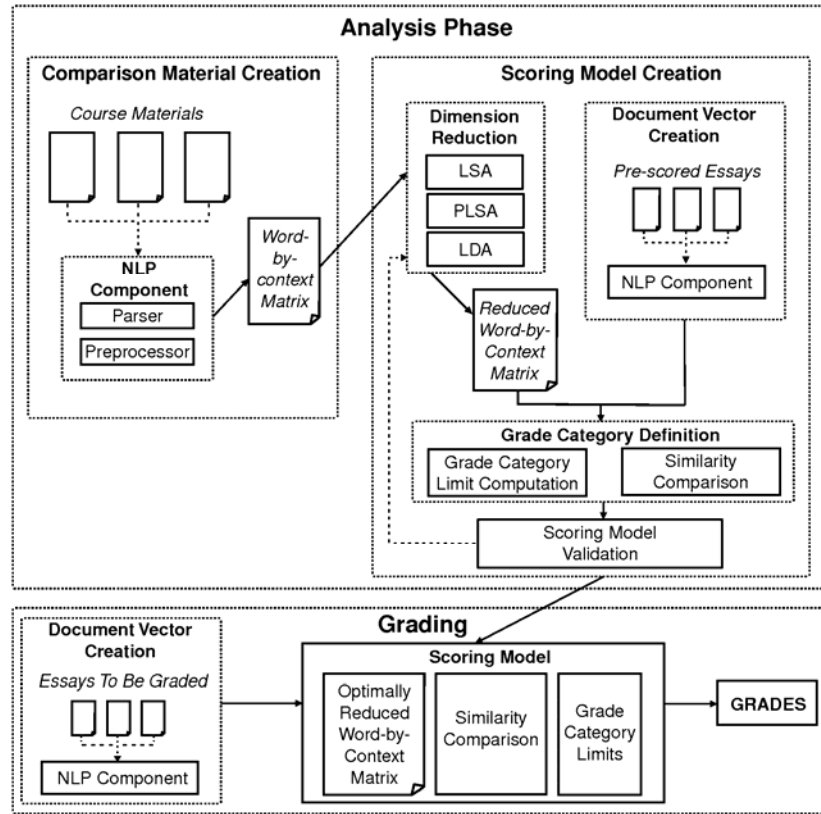 Analysis Phase
Comparison Material Creation
Course Materials
NLP
Component
Parser
Preprocessor
Word-
by-
context
Matrix
Scoring Model Creation
Dimension
Reduction
LSA
PLSA
LDA
Reduced
Word-by-
Context
Matrix
Document Vector
Creation
Pre-scored Essays
NLP Component
Grade Category Definition
Grade Category
Limit Computation
Similarity
Comparison
Scoring Model
Validation
Grading
Document Vector
Creation
Essays To Be Graded
NLP Component
Scoring Model
Optimally
Reduced
Word-by-
Context
Matrix
Similarity
Comparison
Grade
Category
Limits
GRADES